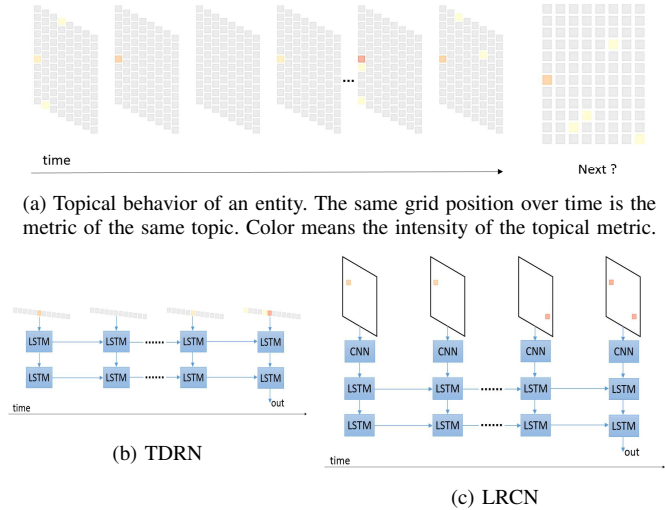 ...
time
Next ?
(a) Topical behavior of an entity. The same grid position over time is the
metric of the same topic. Color means the intensity of the topical metric.
LSTM LSTM ...... LSTM LSTM
LSTM LSTM ...... LSTM LSTM
out
time
(b) TDRN
CNN CNN CNN CNN
LSTM LSTM ...... LSTM LSTM
LSTM LSTM ...... LSTM LSTM
out
time
(c) LRCN